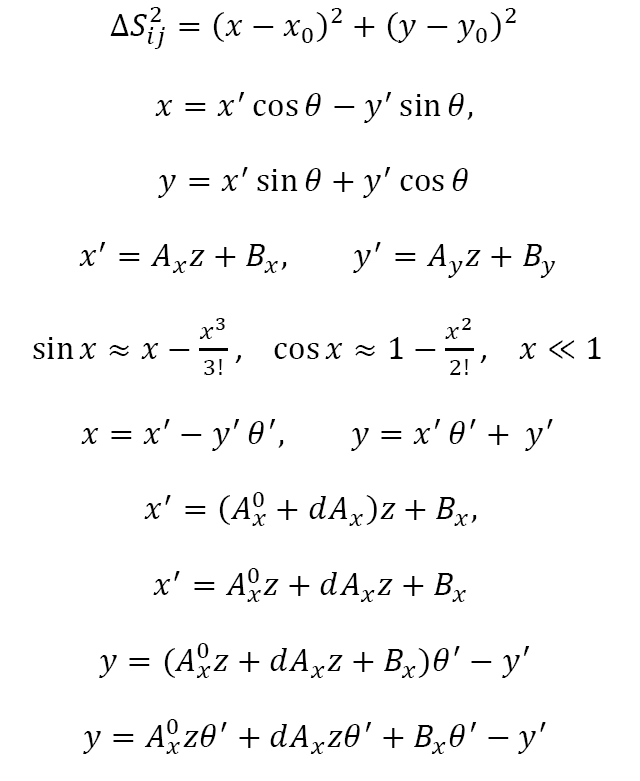 ΔS²ᵢⱼ = (x − x₀)² + (y − y₀)²
x = x′ cos θ − y′ sin θ,
y = x′ sin θ + y′ cos θ
x′ = Aₓz + Bₓ, y′ = A_y z + B_y
sin x ≈ x − x³/3!, cos x ≈ 1 − x²/2!, x ≪ 1
x = x′ − y′ θ′, y = x′ θ′ + y′
x′ = (A⁰ₓ + dAₓ)z + Bₓ,
x′ = A⁰ₓz + dAₓz + Bₓ
y = (A⁰ₓz + dAₓz + Bₓ)θ′ − y′
y = A⁰ₓzθ′ + dAₓzθ′ + Bₓθ′ − y′